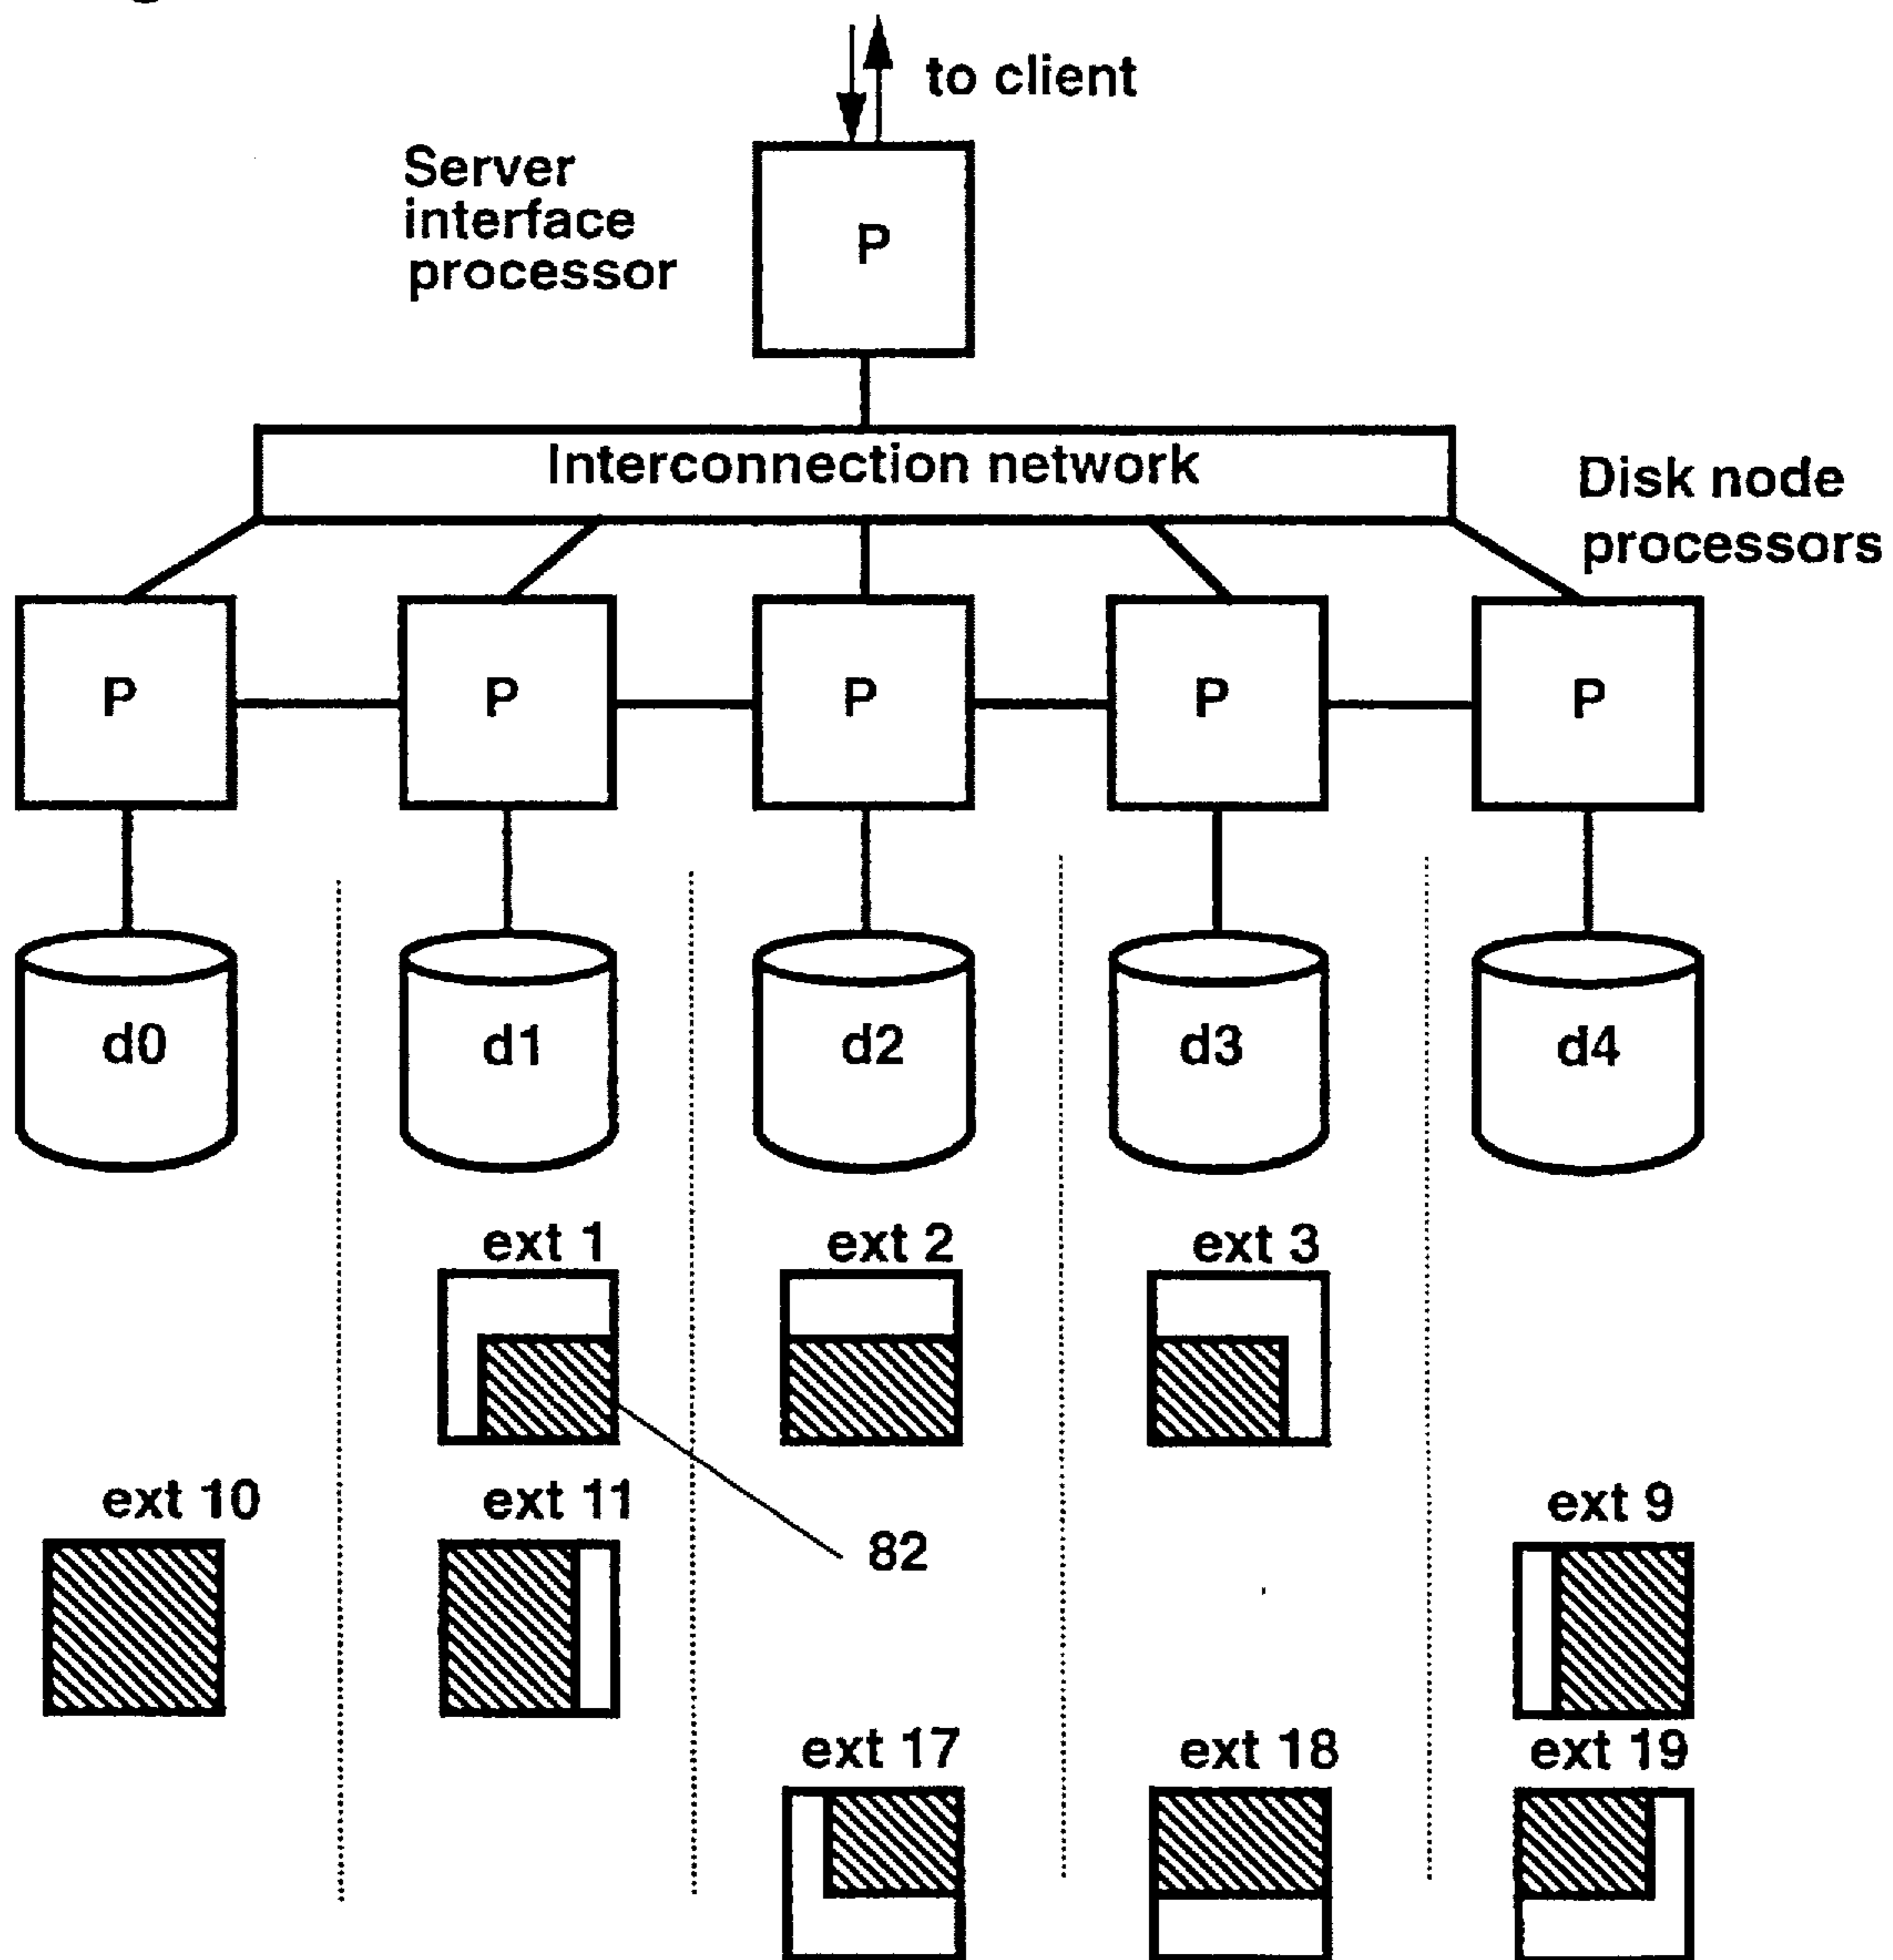 to client
Server
interface
processor
P
Interconnection network
Disk node
processors
P P P P P
d0 d1 d2 d3 d4
ext 1 ext 2 ext 3
ext 10 ext 11 ext 9
82
ext 17 ext 18 ext 19